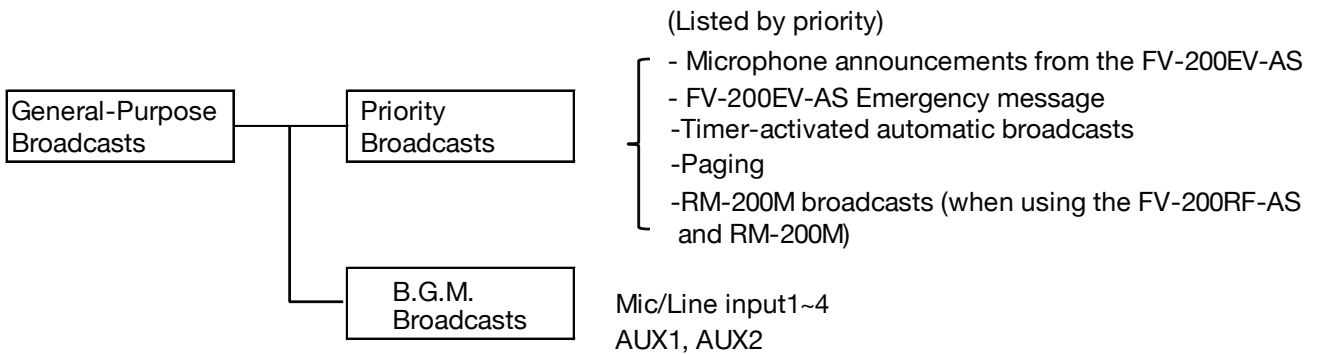 (Listed by priority)
- Microphone announcements from the FV-200EV-AS
- FV-200EV-AS Emergency message
-Timer-activated automatic broadcasts
-Paging
-RM-200M broadcasts (when using the FV-200RF-AS
and RM-200M)
General-Purpose
Broadcasts
Priority
Broadcasts
B.G.M.
Broadcasts
Mic/Line input1~4
AUX1, AUX2